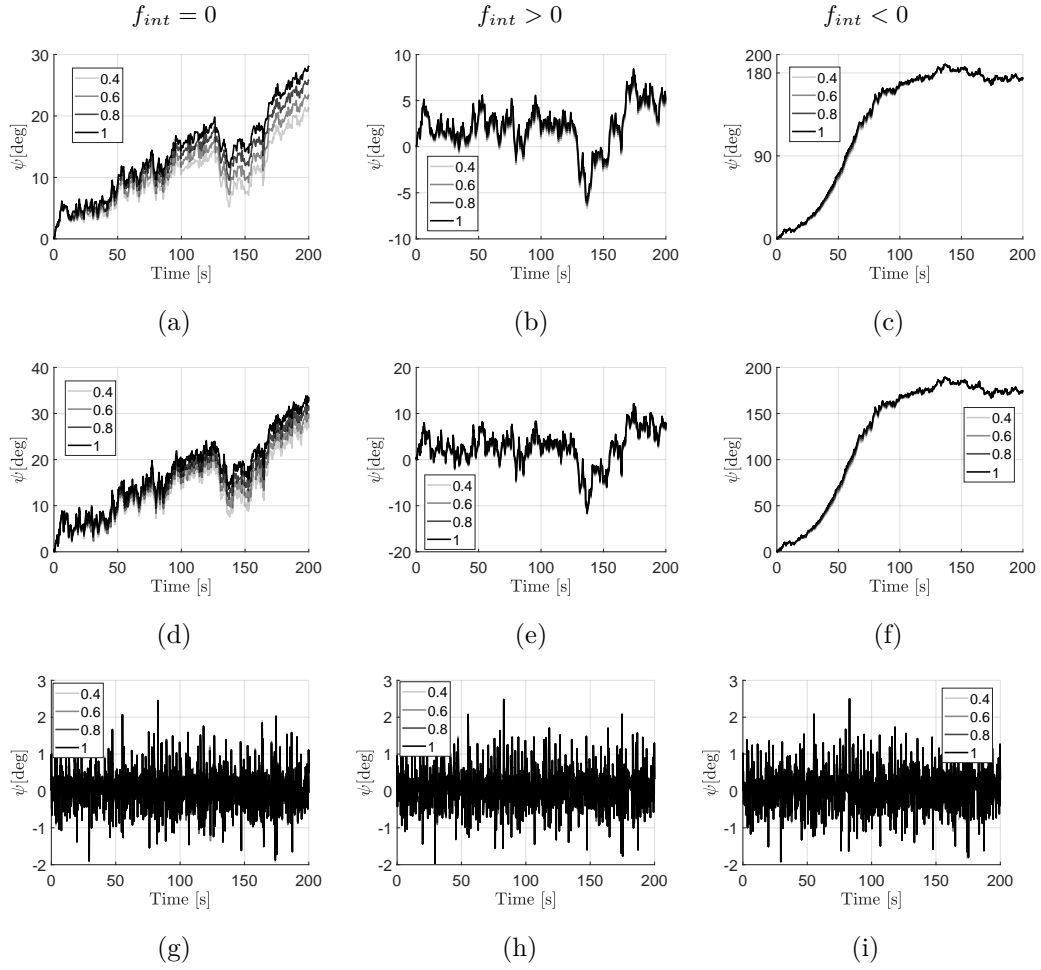 f_int = 0 f_int > 0 f_int < 0
30
20
10
0
ψ[deg]
0.4
0.6
0.8
1
0 50 100 150 200
Time [s]
(a)
10
5
0
-5
-10
ψ[deg]
0.4
0.6
0.8
1
0 50 100 150 200
Time [s]
(b)
200
180
90
0
ψ[deg]
0.4
0.6
0.8
1
0 50 100 150 200
Time [s]
(c)
40
30
20
10
0
ψ[deg]
0.4
0.6
0.8
1
0 50 100 150 200
Time [s]
(d)
20
10
0
-10
-20
ψ[deg]
0.4
0.6
0.8
1
0 50 100 150 200
Time [s]
(e)
200
150
100
50
0
ψ[deg]
0.4
0.6
0.8
1
0 50 100 150 200
Time [s]
(f)
3
2
1
0
-1
-2
ψ[deg]
0.4
0.6
0.8
1
0 50 100 150 200
Time [s]
(g)
3
2
1
0
-1
-2
ψ[deg]
0.4
0.6
0.8
1
0 50 100 150 200
Time [s]
(h)
3
2
1
0
-1
-2
ψ[deg]
0.4
0.6
0.8
1
0 50 100 150 200
Time [s]
(i)